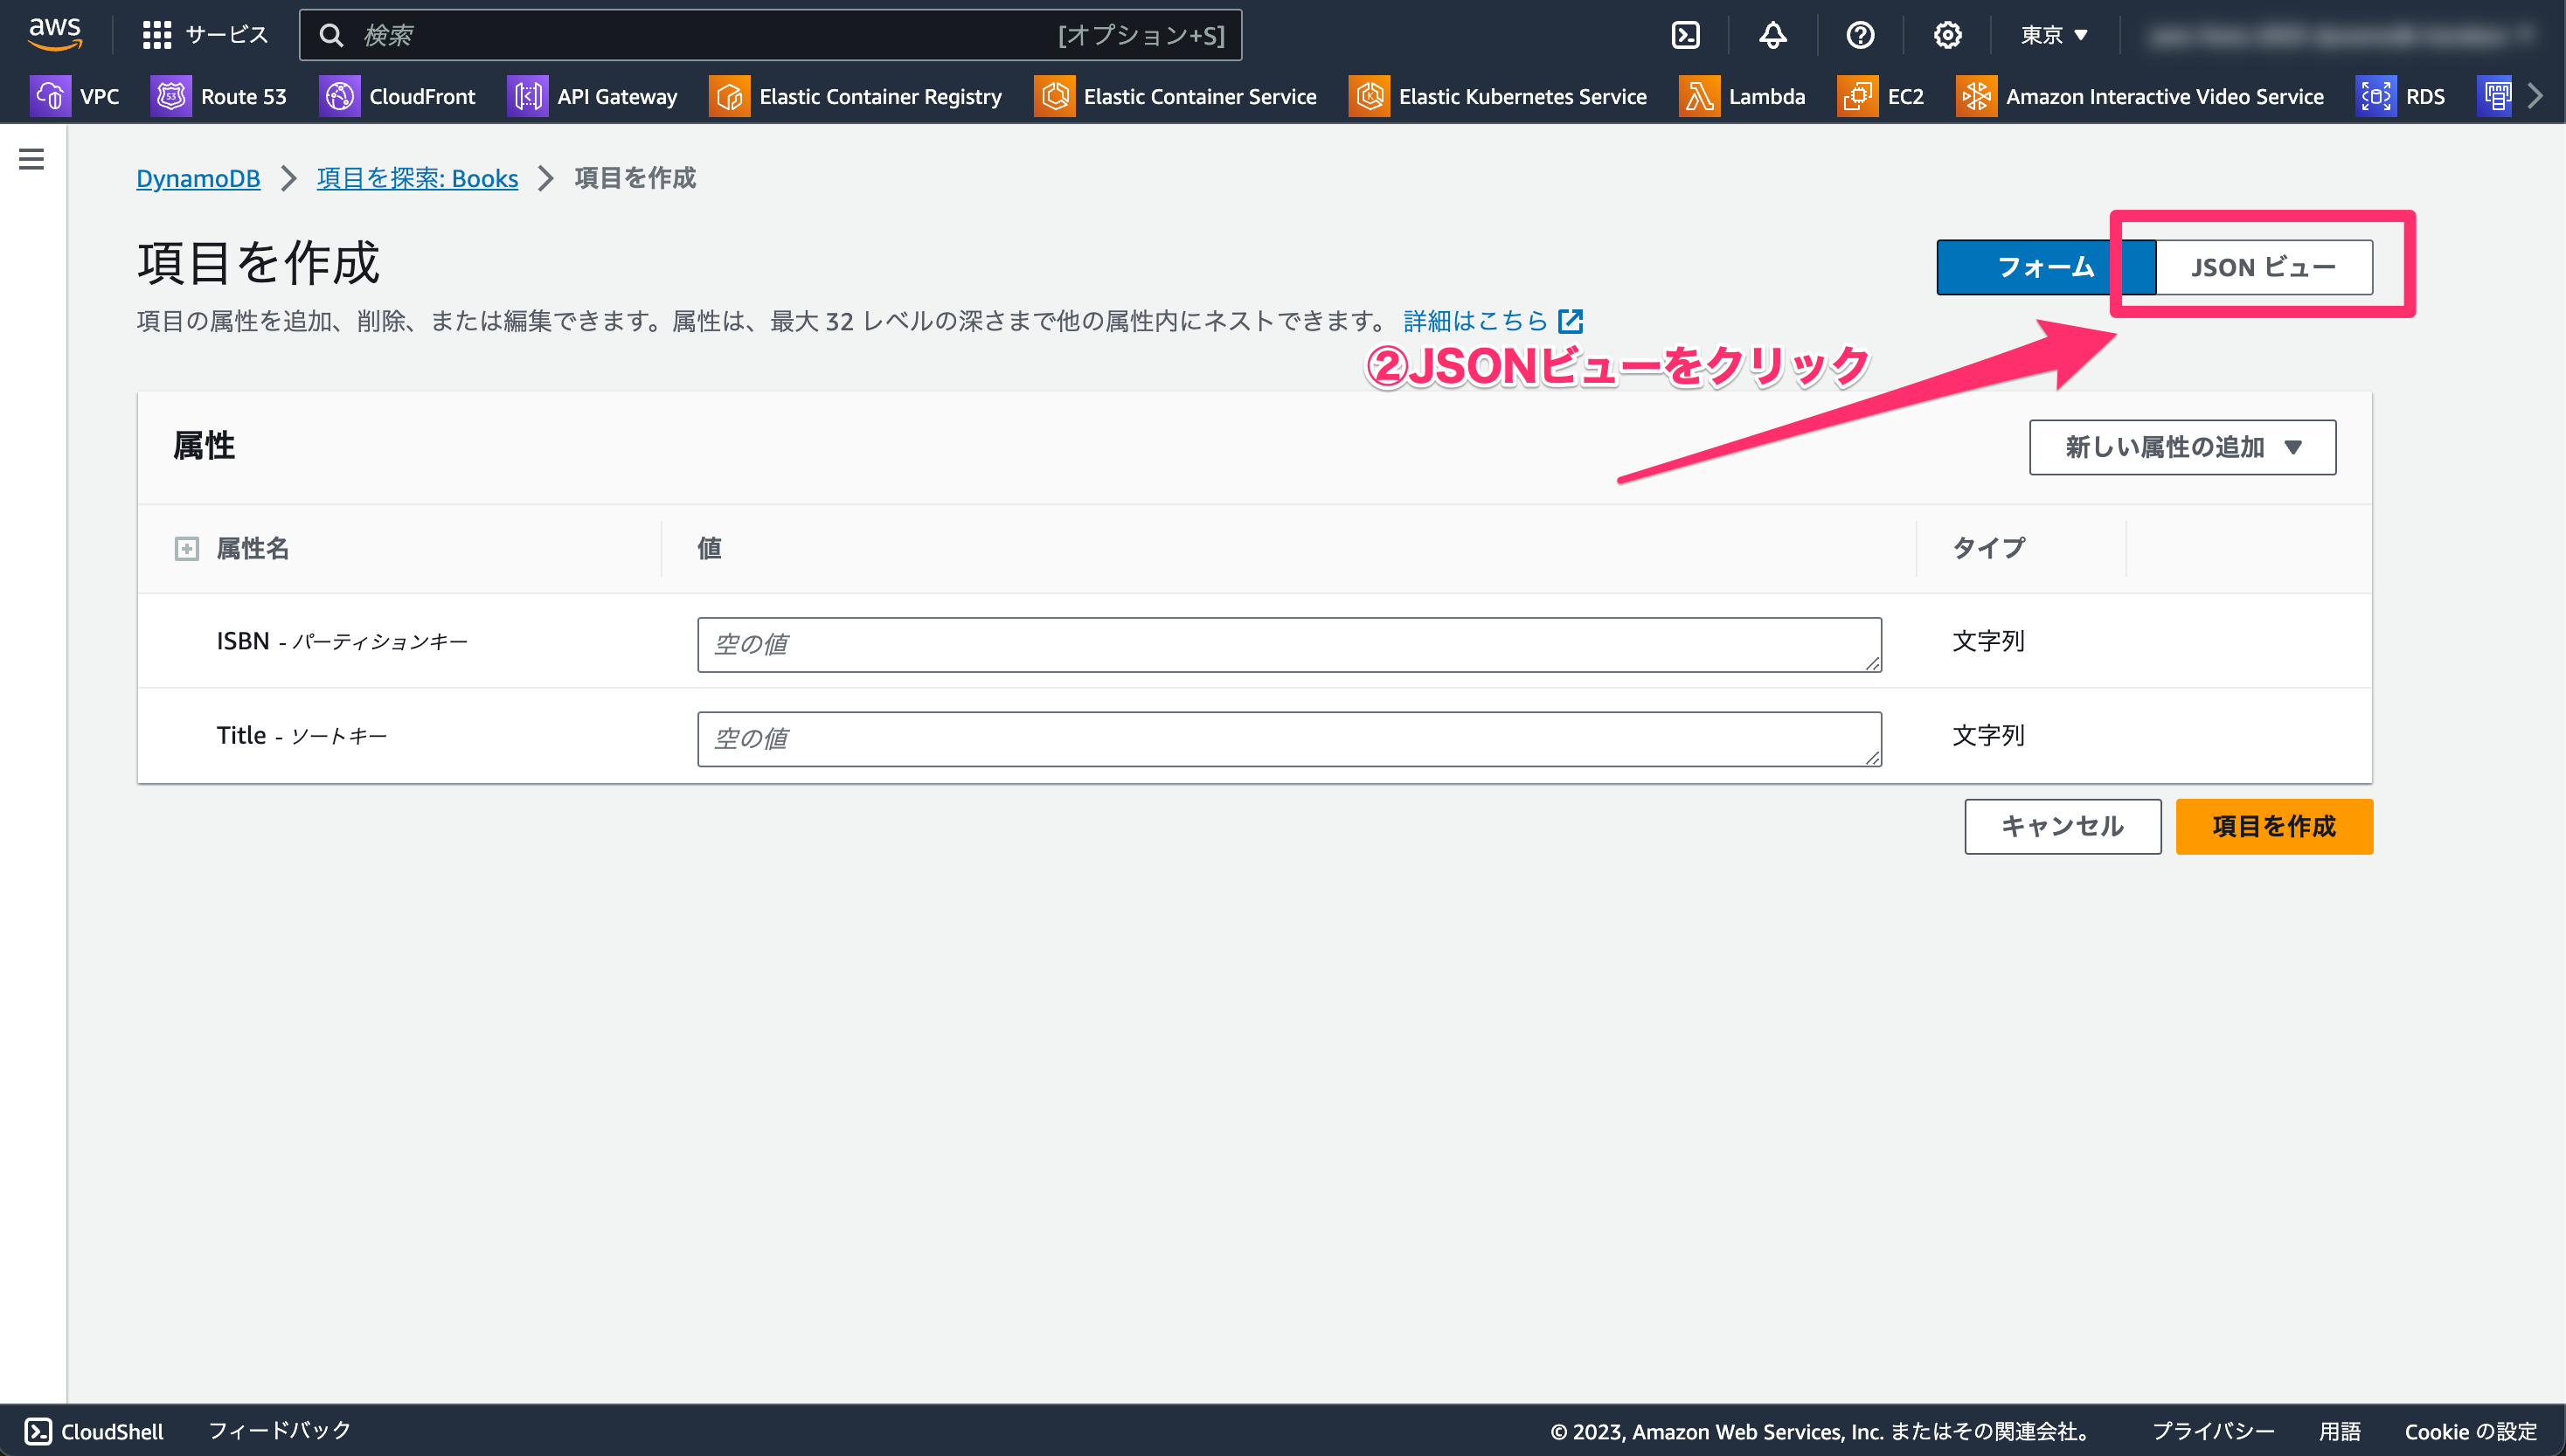 aws サービス 検索 [オプション+S] 東京 ▼
VPC Route 53 CloudFront API Gateway Elastic Container Registry Elastic Container Service Elastic Kubernetes Service Lambda EC2 Amazon Interactive Video Service RDS
DynamoDB > 項目を探索: Books > 項目を作成
項目を作成
フォーム JSON ビュー
項目の属性を追加、削除、または編集できます。属性は、最大 32 レベルの深さまで他の属性内にネストできます。 詳細はこちら
②JSONビューをクリック
属性
新しい属性の追加 ▼
属性名 値 タイプ
ISBN - パーティションキー 空の値 文字列
Title - ソートキー 空の値 文字列
キャンセル 項目を作成
CloudShell フィードバック © 2023, Amazon Web Services, Inc. またはその関連会社。 プライバシー 用語 Cookie の設定